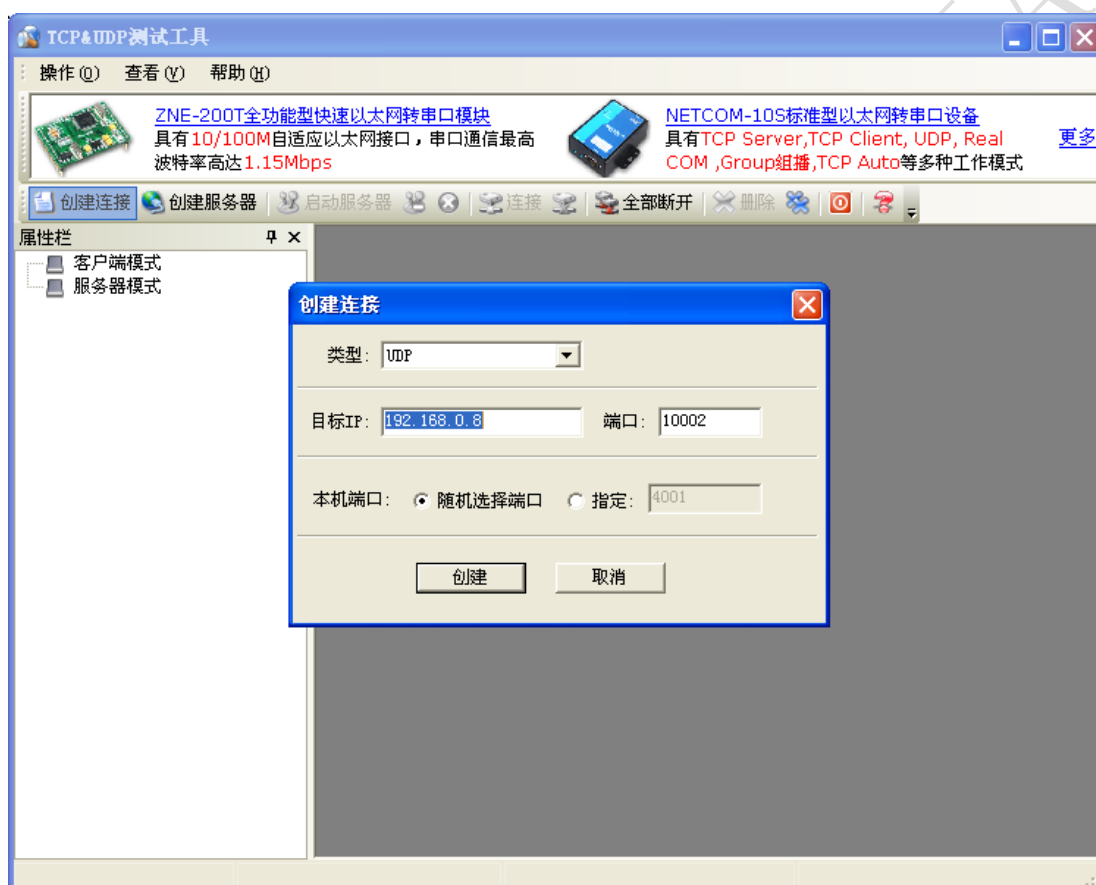 TCP&UDP测试工具
操作(O) 查看(V) 帮助(H)
ZNE-200T全功能型快速以太网转串口模块
具有10/100M自适应以太网接口，串口通信最高
波特率高达1.15Mbps
NETCOM-10S标准型以太网转串口设备
具有TCP Server,TCP Client, UDP, Real
COM ,Group组播,TCP Auto等多种工作模式
更多
创建连接 创建服务器 启动服务器 连接 全部断开 删除
属性栏
客户端模式
服务器模式
创建连接
类型: UDP
目标IP: 192.168.0.8 端口: 10002
本机端口: 随机选择端口 指定: 4001
创建 取消